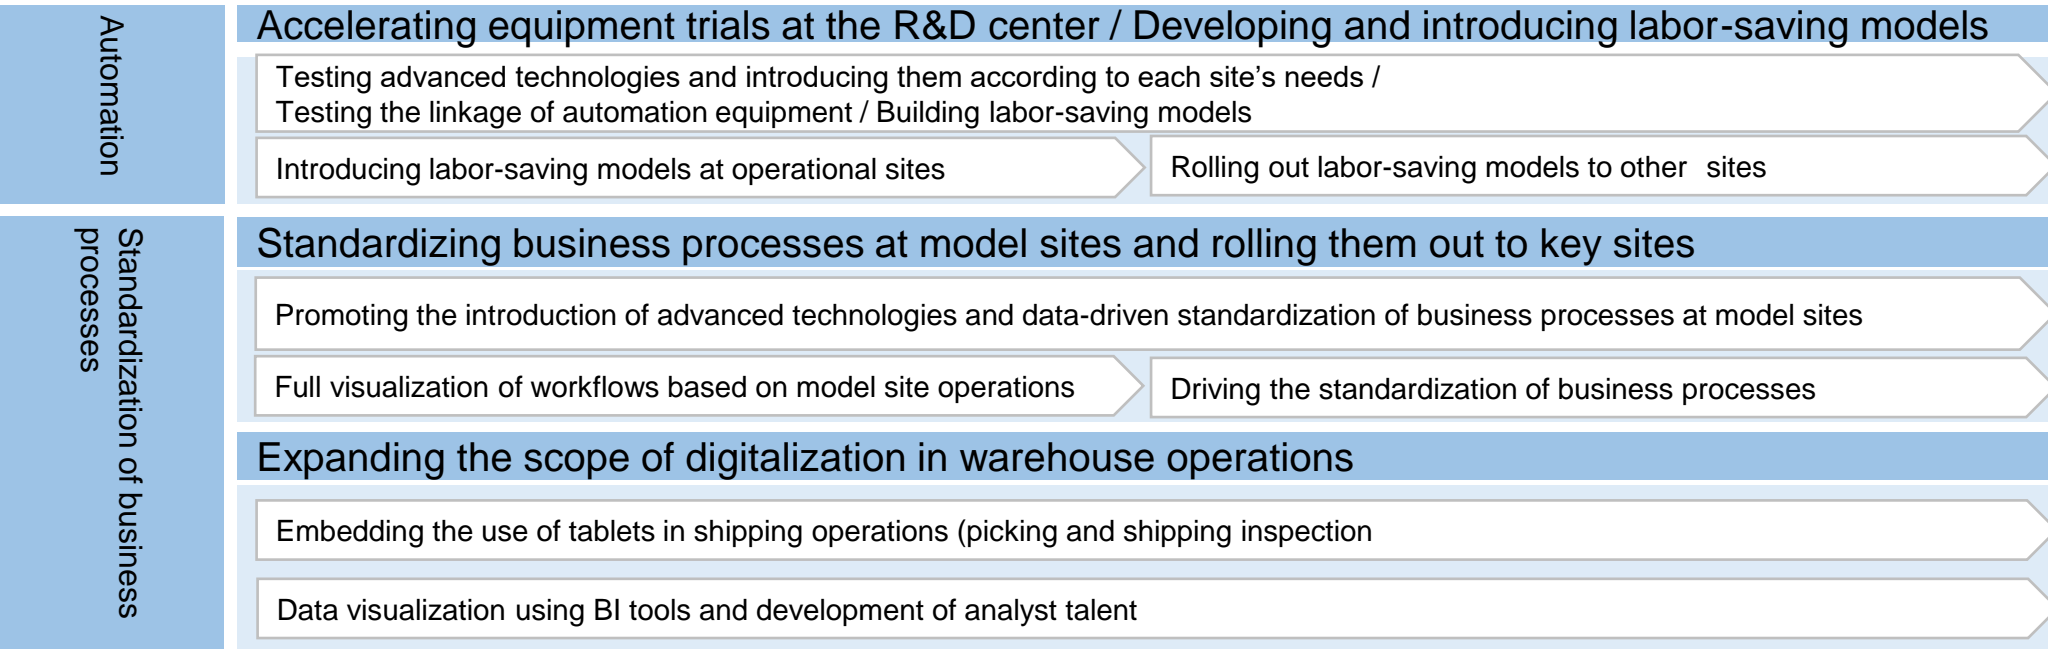 Automation
Accelerating equipment trials at the R&D center / Developing and introducing labor-saving models
Testing advanced technologies and introducing them according to each site’s needs /
Testing the linkage of automation equipment / Building labor-saving models
Introducing labor-saving models at operational sites
Rolling out labor-saving models to other sites
Standardization of business
processes
Standardizing business processes at model sites and rolling them out to key sites
Promoting the introduction of advanced technologies and data-driven standardization of business processes at model sites
Full visualization of workflows based on model site operations
Driving the standardization of business processes
Expanding the scope of digitalization in warehouse operations
Embedding the use of tablets in shipping operations (picking and shipping inspection
Data visualization using BI tools and development of analyst talent